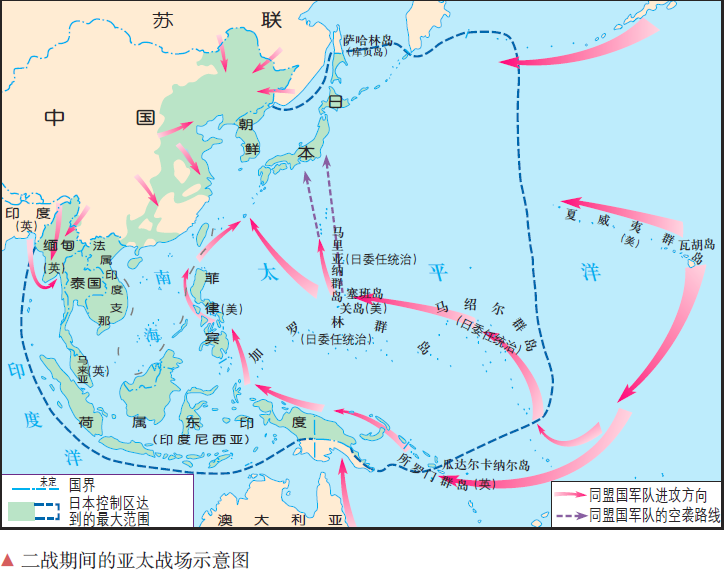 苏 联
萨哈林岛
(库页岛)
中 国
日
本
朝
鲜
印 度
(英)
缅甸
(英)
法
属
印
度
支
那
泰国
南
海
菲
律(美)
宾
太 平 洋
马
里
亚(日委任统治)
纳
群
岛
塞班岛
关岛(美)
夏 威 夷 群 岛
(美)
瓦胡岛
马 绍 尔 群 岛
(日委任统治)
加 罗 林 群 岛
(日委任统治)
马
来(英)
亚
印
度
洋
荷 属 东 印 度
(印度尼西亚)
所罗门群岛(英)
瓜达尔卡纳尔岛
澳 大 利 亚
未定
国界
日本控制区达
到的最大范围
同盟国军队进攻方向
同盟国军队的空袭路线
▲ 二战期间的亚太战场示意图